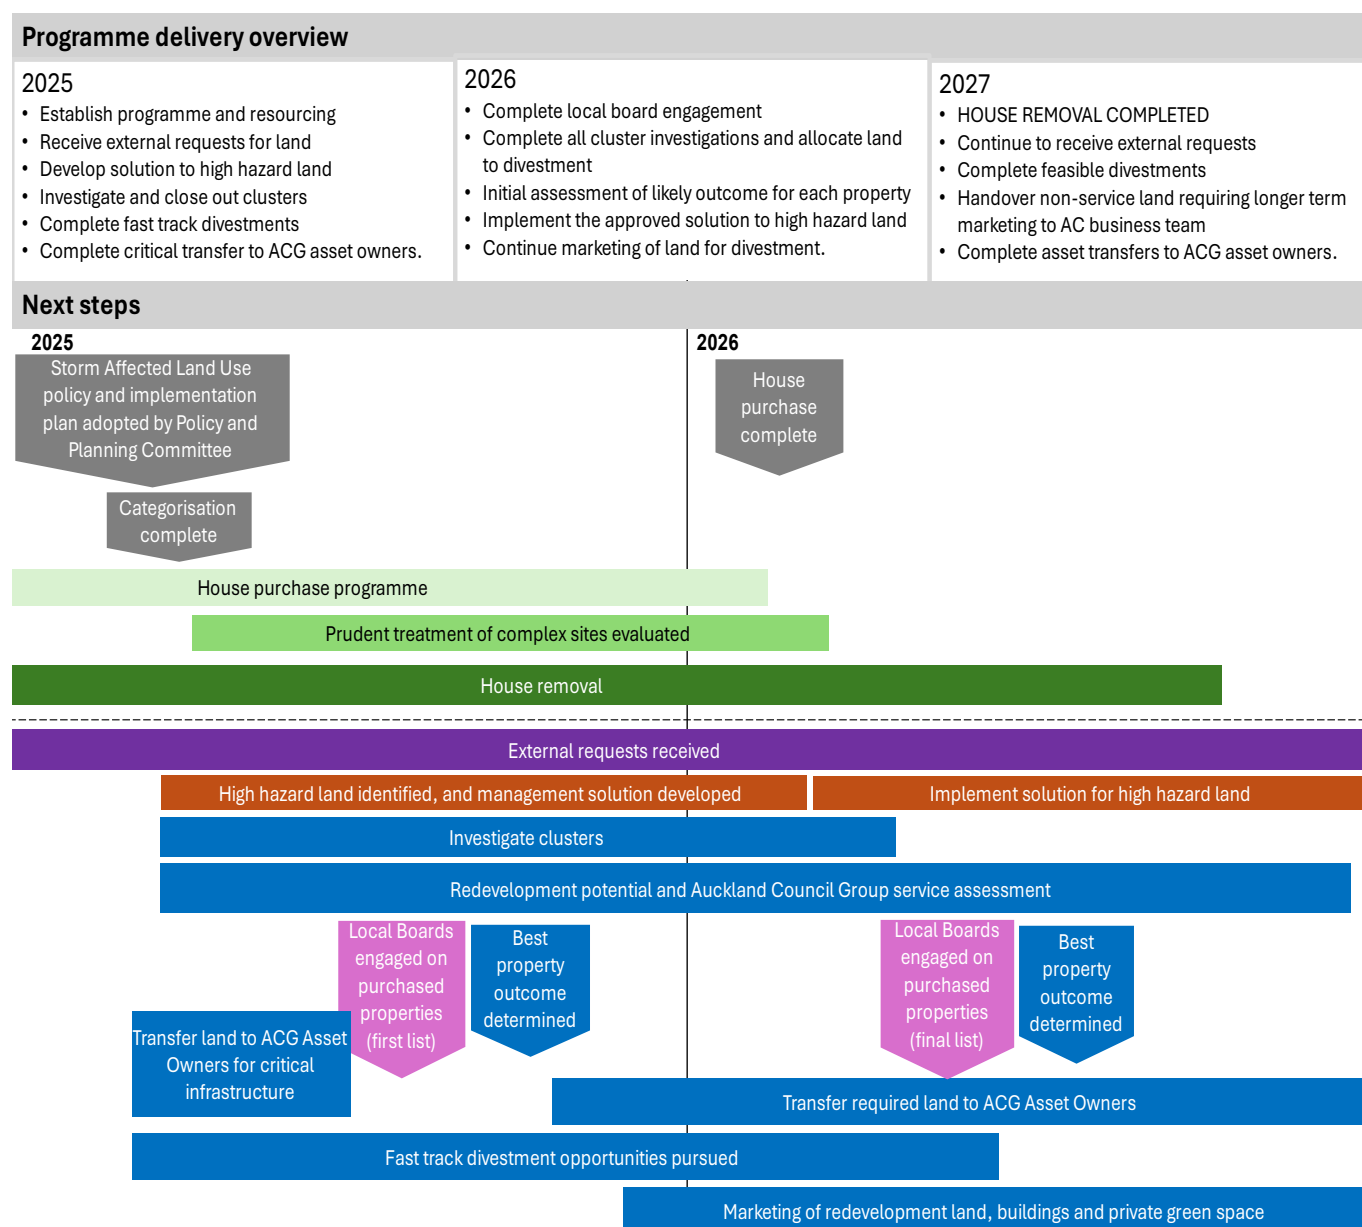 Programme delivery overview
2025
• Establish programme and resourcing
• Receive external requests for land
• Develop solution to high hazard land
• Investigate and close out clusters
• Complete fast track divestments
• Complete critical transfer to ACG asset owners.
2026
• Complete local board engagement
• Complete all cluster investigations and allocate land
to divestment
• Initial assessment of likely outcome for each property
• Implement the approved solution to high hazard land
• Continue marketing of land for divestment.
2027
• HOUSE REMOVAL COMPLETED
• Continue to receive external requests
• Complete feasible divestments
• Handover non-service land requiring longer term
marketing to AC business team
• Complete asset transfers to ACG asset owners.
Next steps
2025
2026
Storm Affected Land Use
policy and implementation
plan adopted by Policy and
Planning Committee
House
purchase
complete
Categorisation
complete
House purchase programme
Prudent treatment of complex sites evaluated
House removal
External requests received
High hazard land identified, and management solution developed
Implement solution for high hazard land
Investigate clusters
Redevelopment potential and Auckland Council Group service assessment
Local Boards
engaged on
purchased
properties
(first list)
Best
property
outcome
determined
Local Boards
engaged on
purchased
properties
(final list)
Best
property
outcome
determined
Transfer land to ACG Asset
Owners for critical
infrastructure
Transfer required land to ACG Asset Owners
Fast track divestment opportunities pursued
Marketing of redevelopment land, buildings and private green space